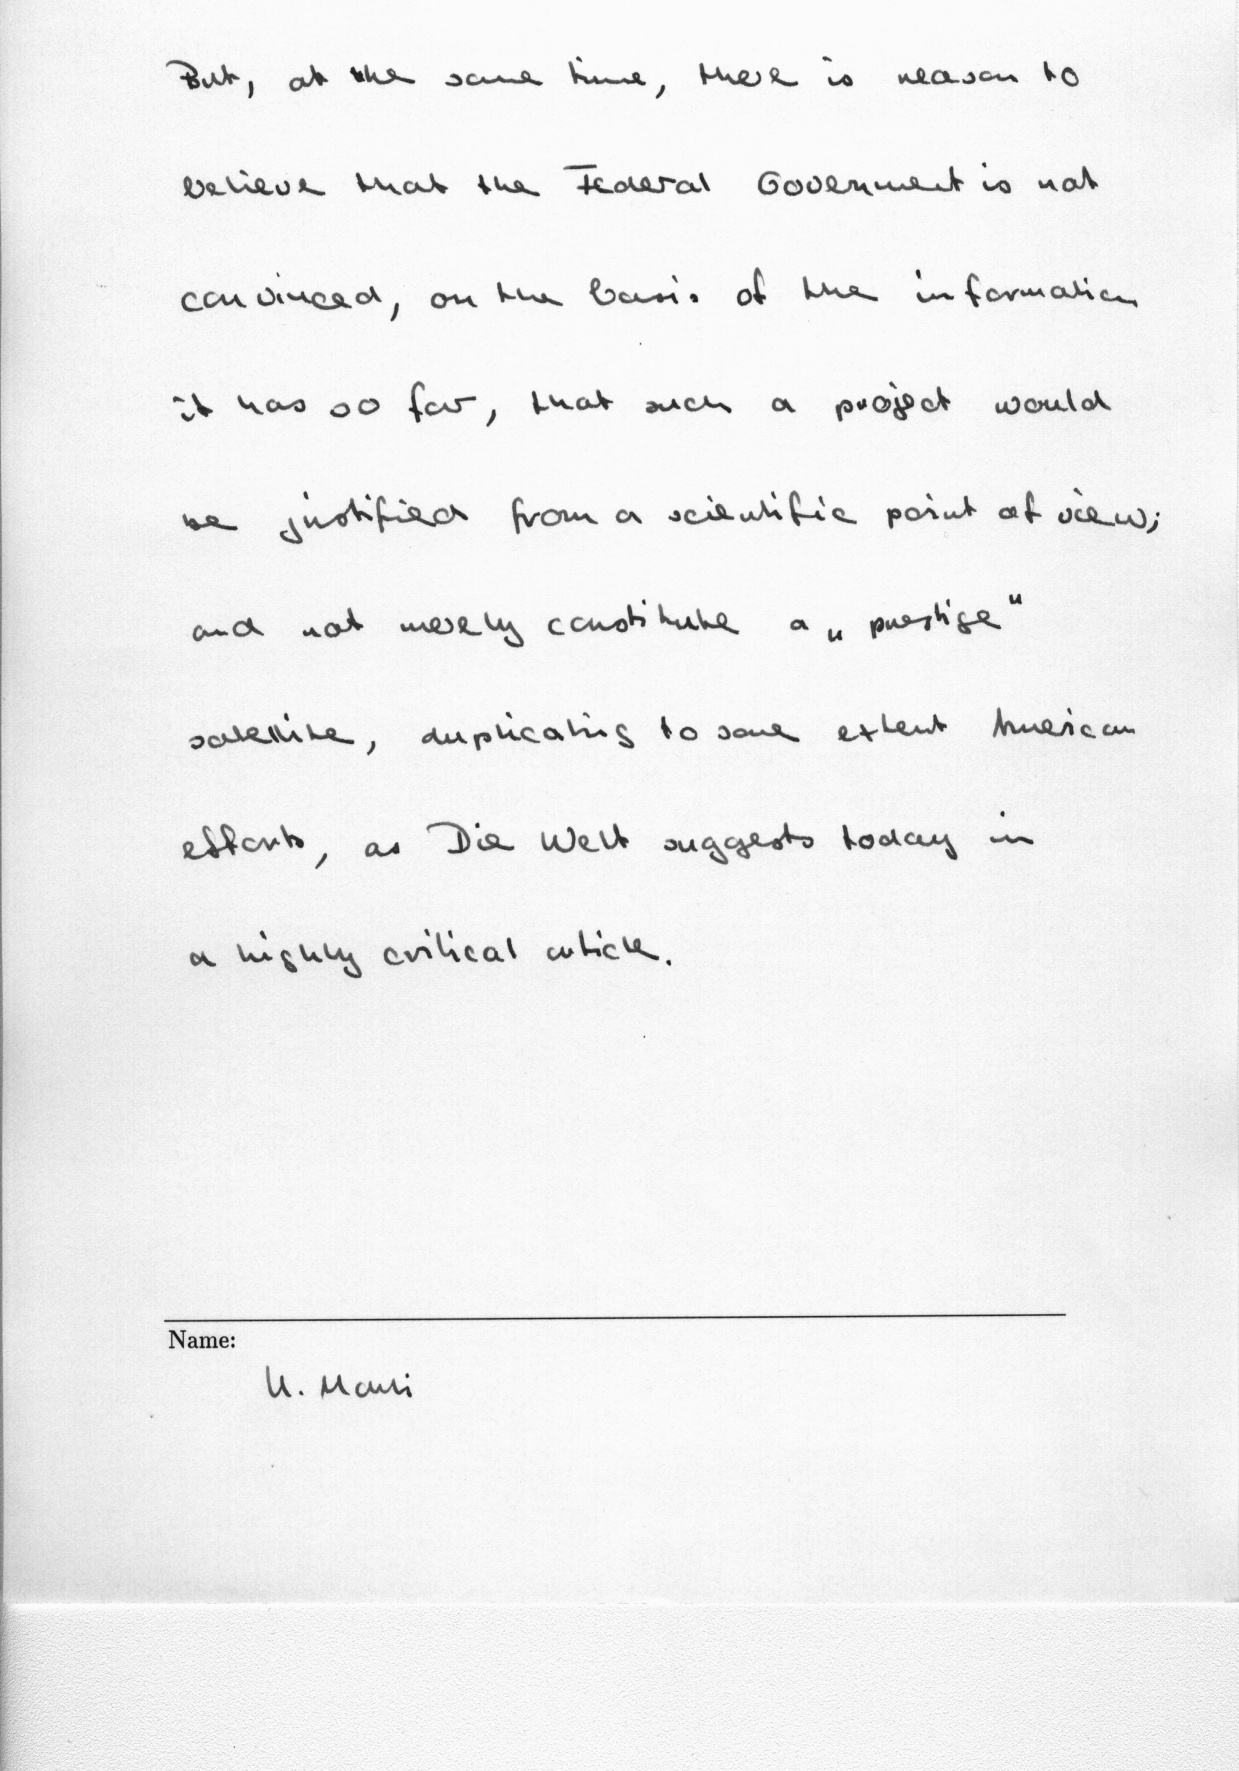 But, at the same time, there is reason to
believe that the Federal Government is not
convinced, on the basis of the information
it has so far, that such a project would
be justified from a scientific point of view;
and not merely constitute a „prestige"
satellite, duplicating to some extent American
efforts, as Die Welt suggests today in
a highly critical article.
Name:
U.